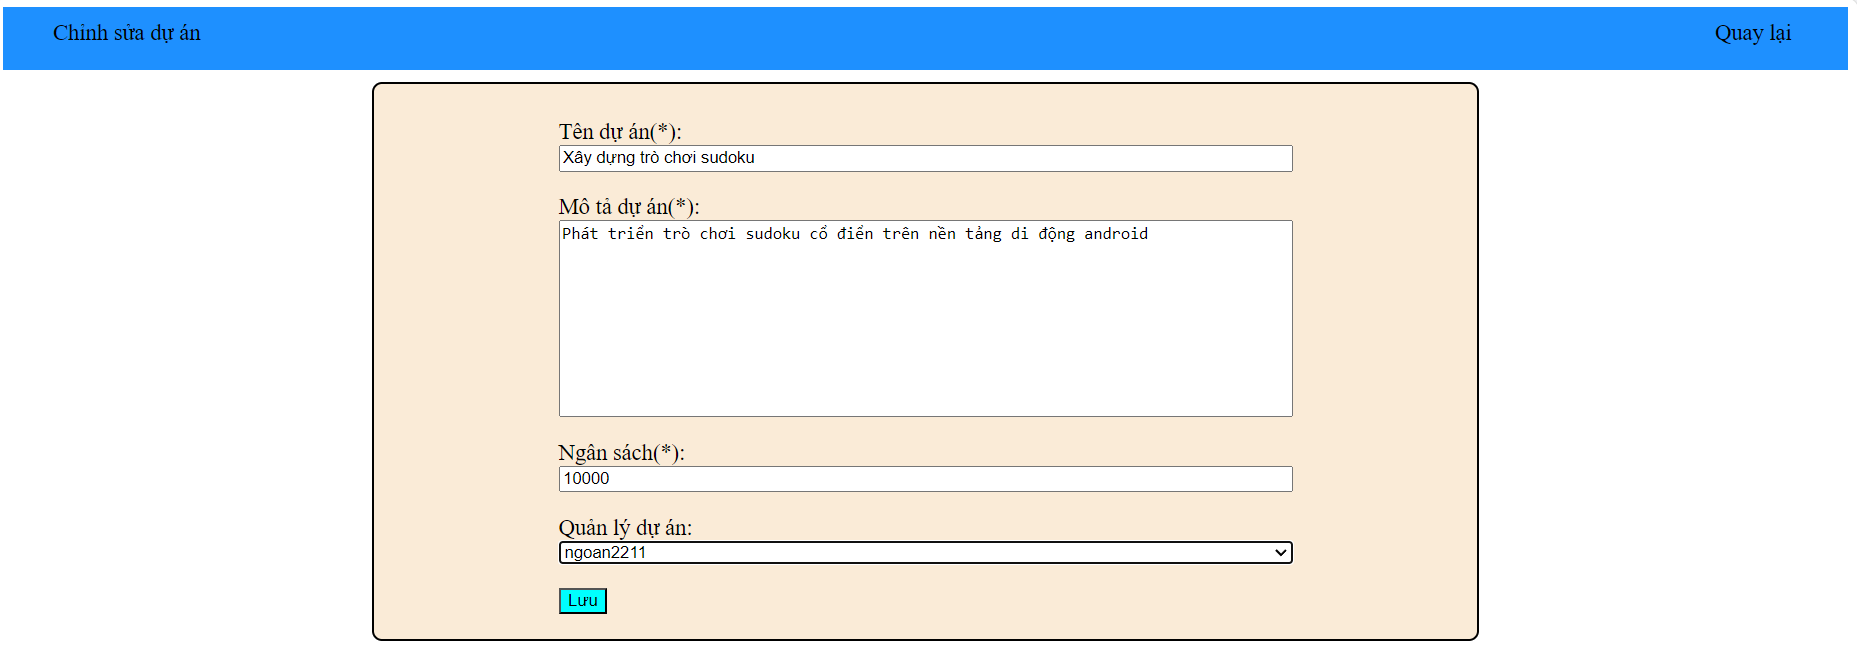 Chỉnh sửa dự án
Quay lại
Tên dự án(*):
Xây dựng trò chơi sudoku
Mô tả dự án(*):
Phát triển trò chơi sudoku cổ điển trên nền tảng di động android
Ngân sách(*):
10000
Quản lý dự án:
ngoan2211
Lưu